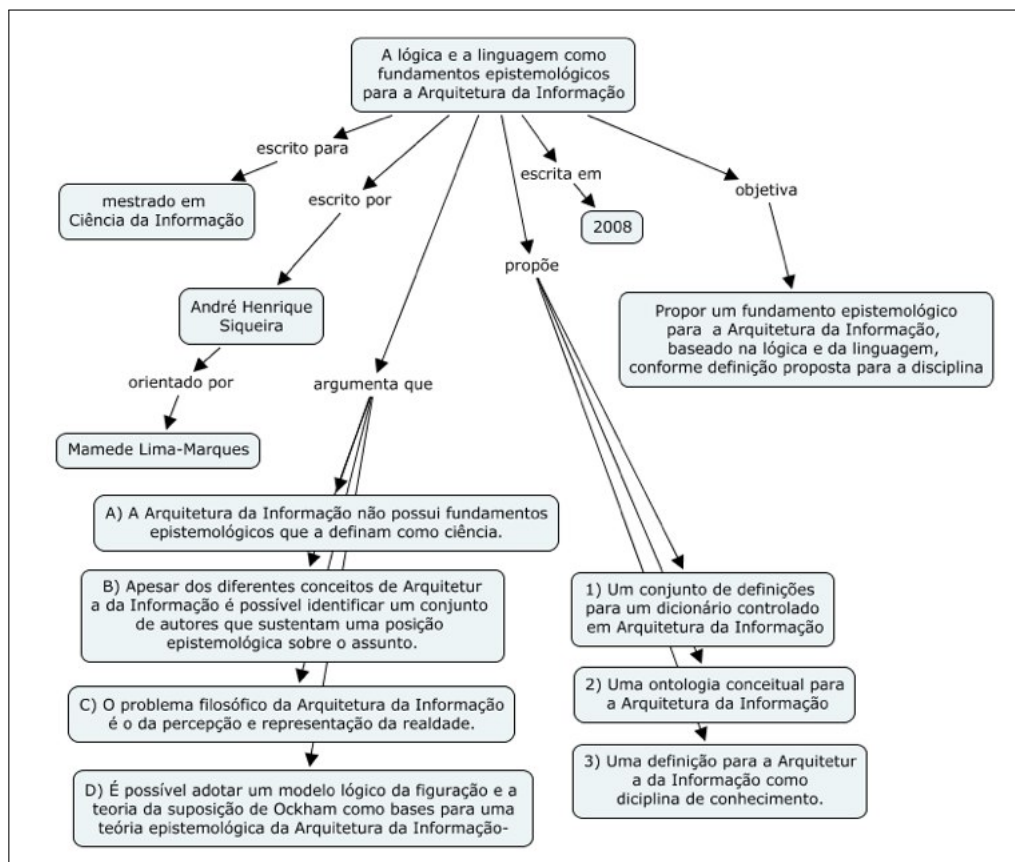 A lógica e a linguagem como
fundamentos epistemológicos
para a Arquitetura da Informação
escrito para
mestrado em
Ciência da Informação
escrito por
André Henrique
Siqueira
orientado por
Mamede Lima-Marques
argumenta que
A) A Arquitetura da Informação não possui fundamentos
epistemológicos que a definam como ciência.
B) Apesar dos diferentes conceitos de Arquitetur
a da Informação é possível identificar um conjunto
de autores que sustentam uma posição
epistemológica sobre o assunto.
C) O problema filosófico da Arquitetura da Informação
é o da percepção e representação da realdade.
D) É possível adotar um modelo lógico da figuração e a
teoria da suposição de Ockham como bases para uma
teória epistemológica da Arquitetura da Informação-
propõe
1) Um conjunto de definições
para um dicionário controlado
em Arquitetura da Informação
2) Uma ontologia conceitual para
a Arquitetura da Informação
3) Uma definição para a Arquitetur
a da Informação como
diciplina de conhecimento.
escrita em
2008
objetiva
Propor um fundamento epistemológico
para a Arquitetura da Informação,
baseado na lógica e da linguagem,
conforme definição proposta para a disciplina